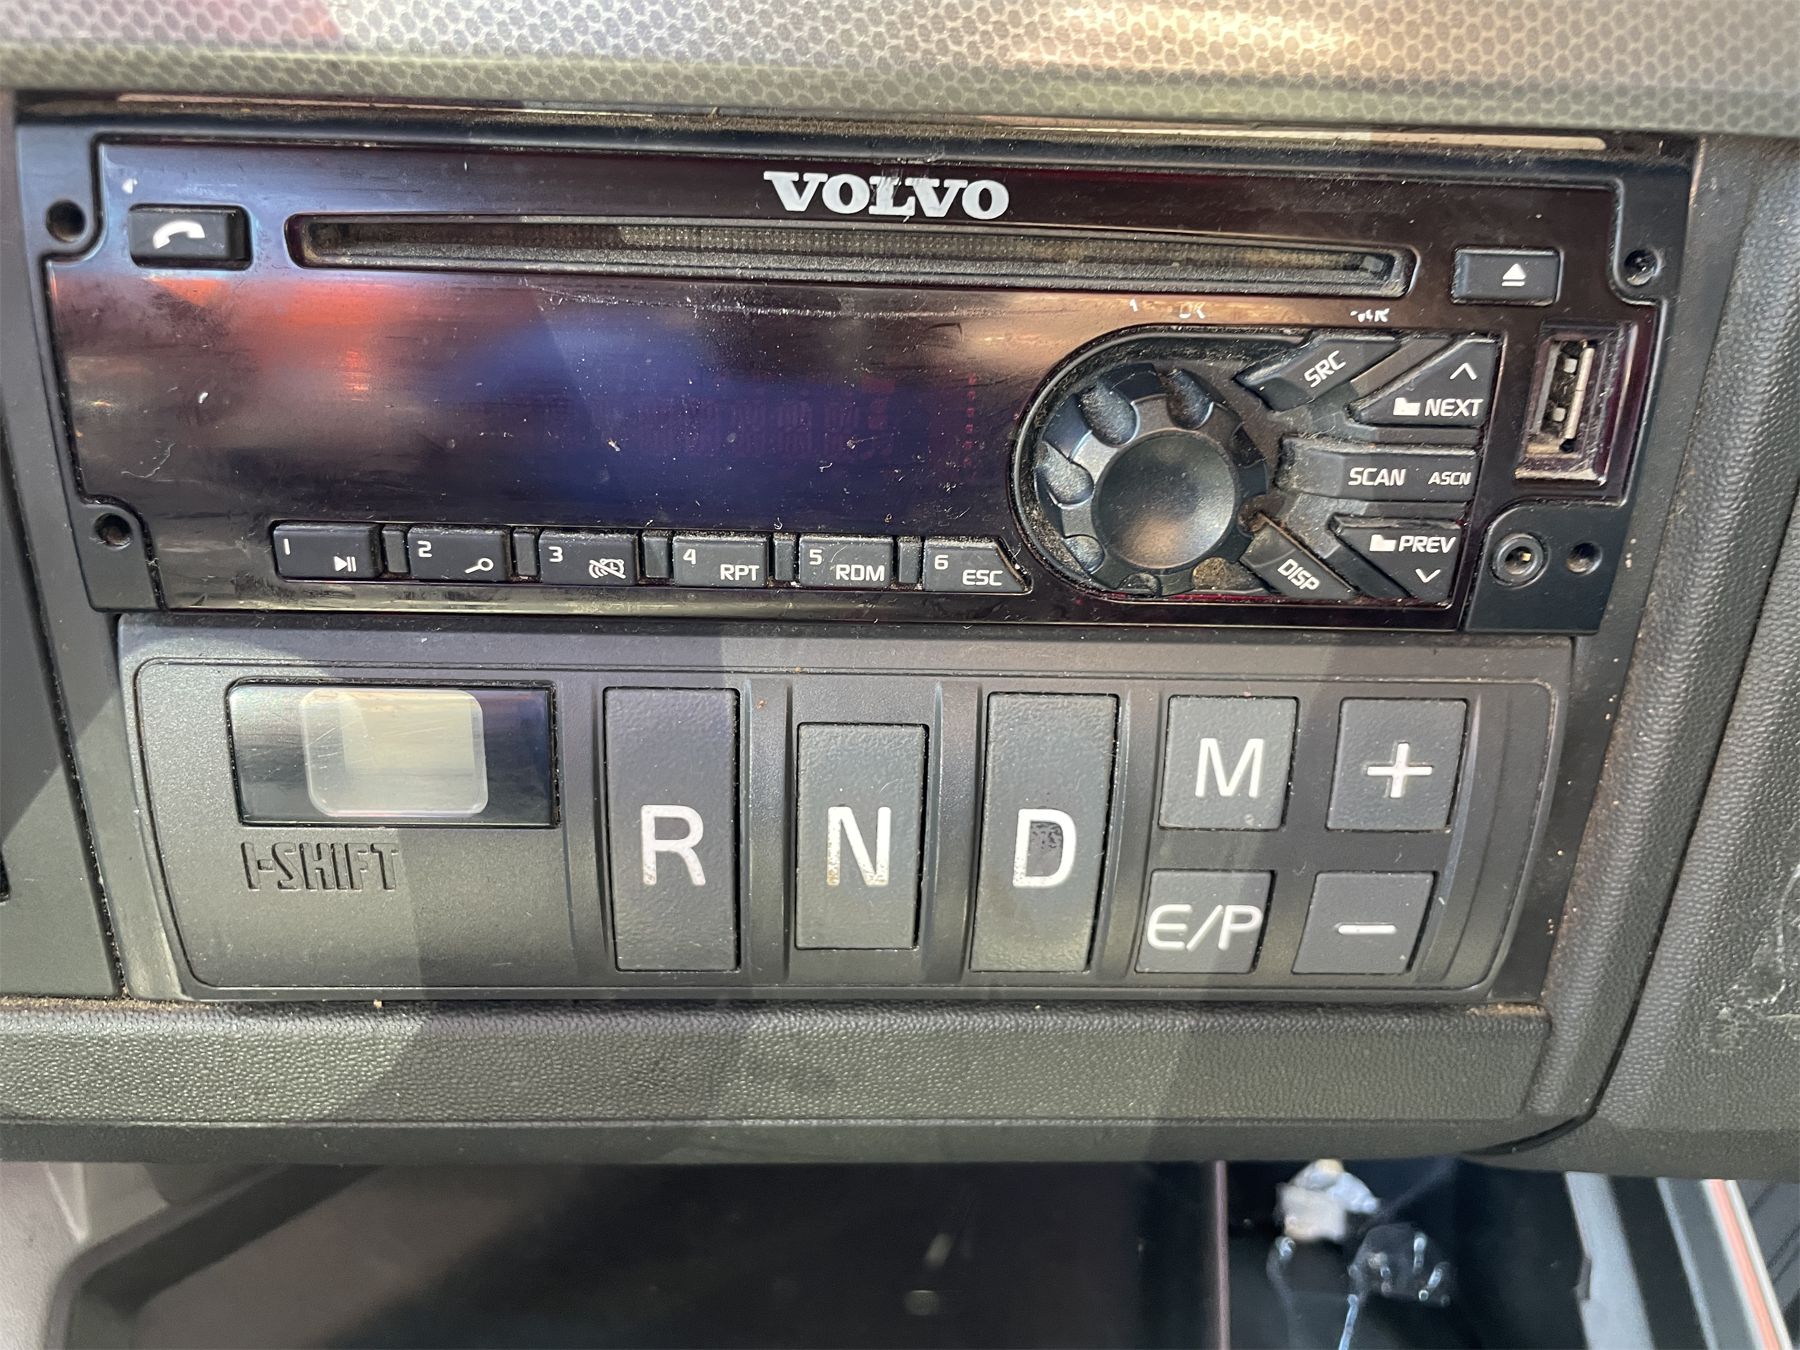 VOLVO
SRC
NEXT
SCAN ASCN
PREV
DISP
1
2
3
4 RPT
5 RDM
6 ESC
R N D M +
E/P −
I-SHIFT